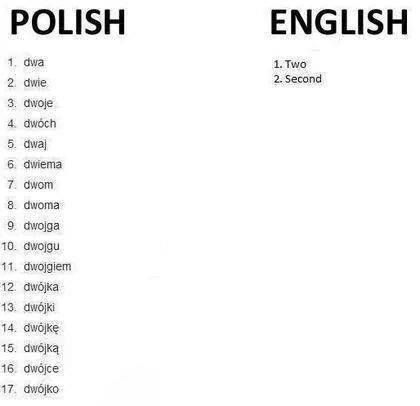 POLISH
1. dwa
2. dwie
3. dwoje
4. dwóch
5. dwaj
6. dwiema
7. dwom
8. dwoma
9. dwojga
10. dwojgu
11. dwojgiem
12. dwójka
13. dwójki
14. dwójkę
15. dwójką
16. dwójce
17. dwójko
ENGLISH
1. Two
2. Second